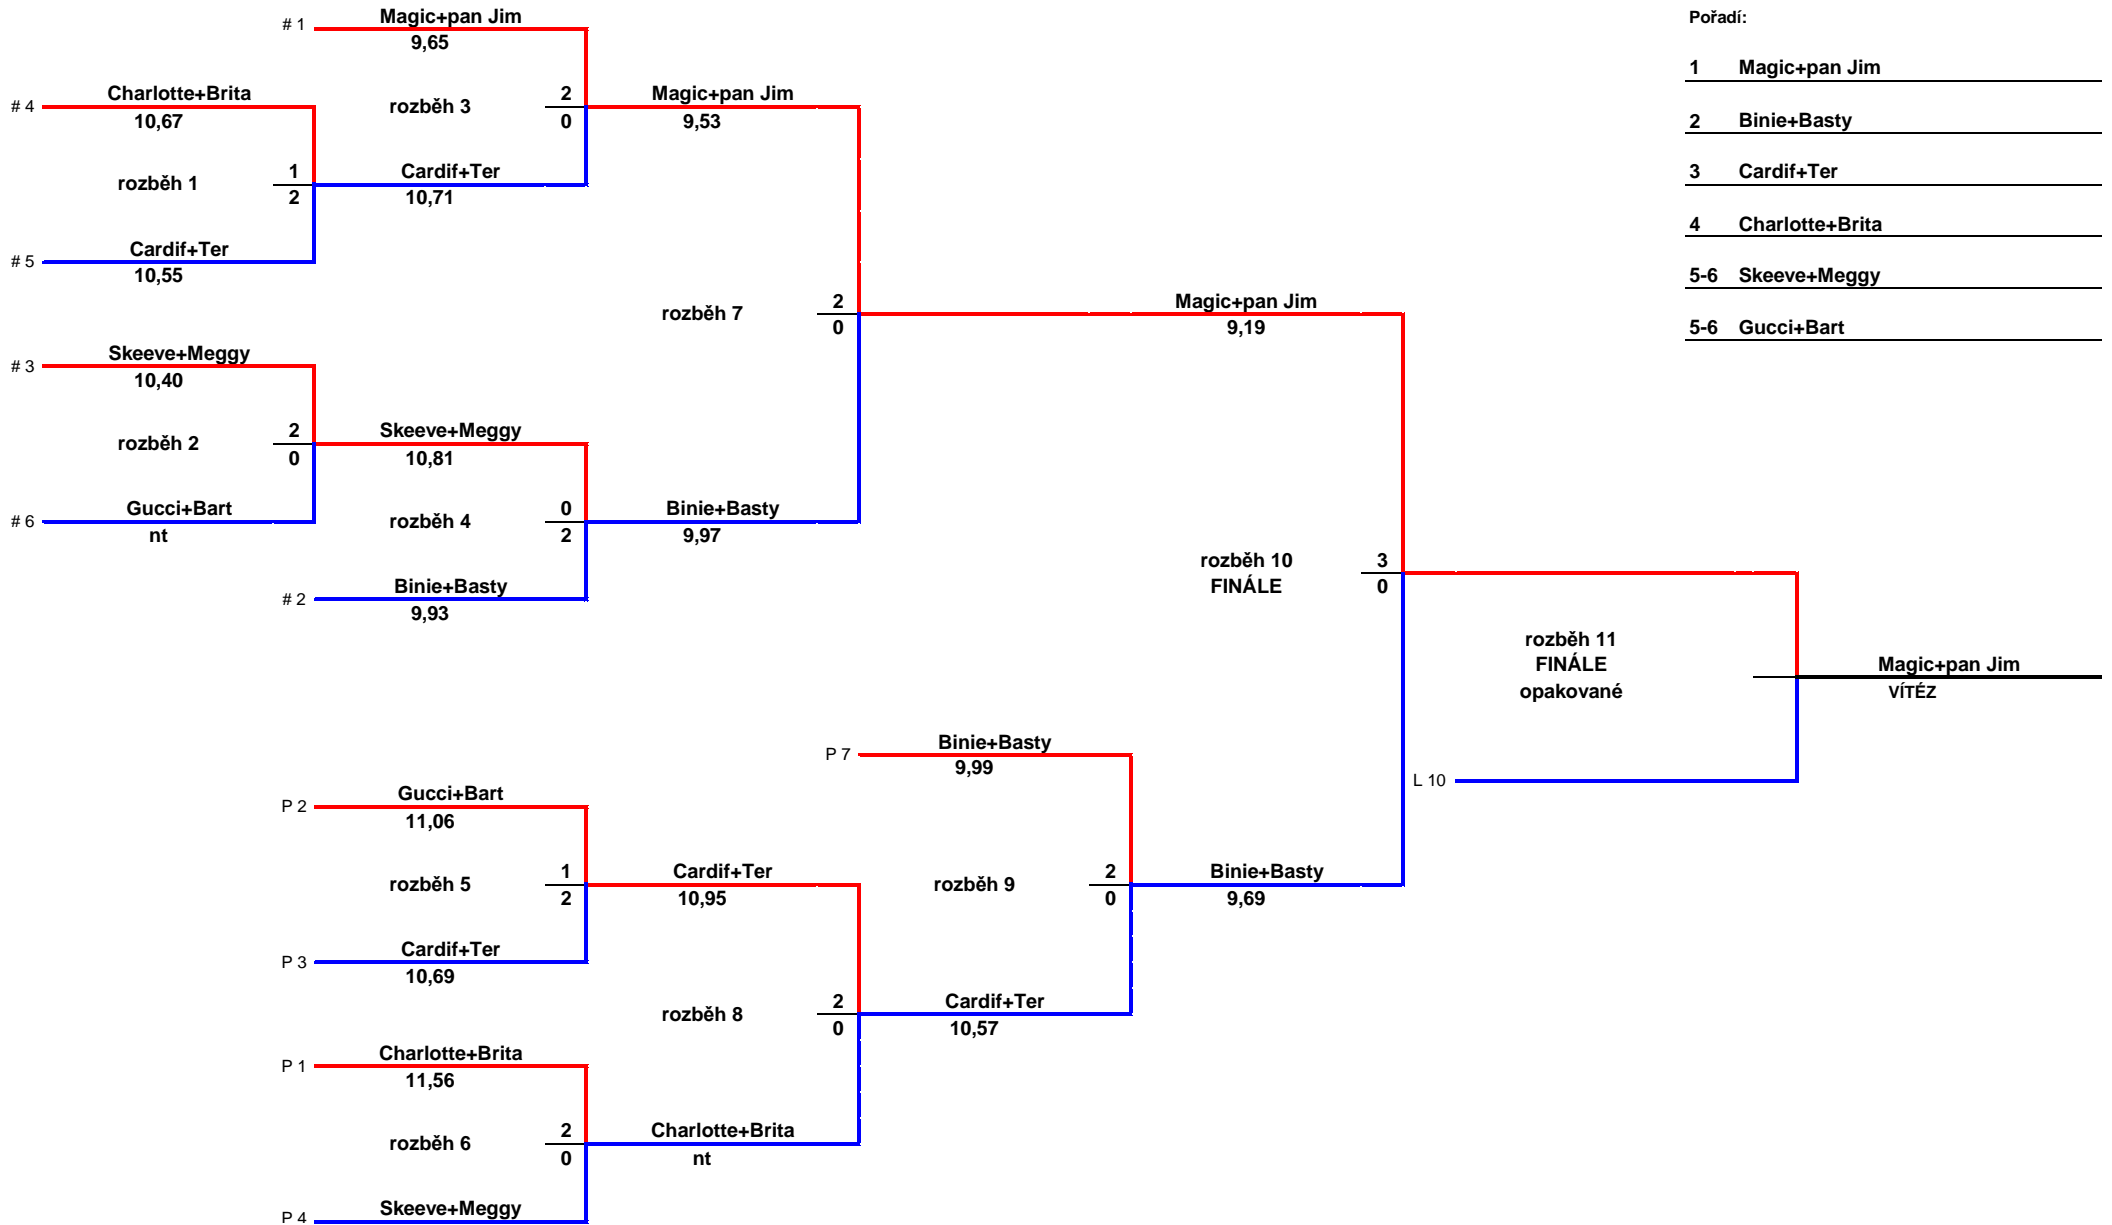 Pořadí:
# 1 Magic+pan Jim
9,65
1 Magic+pan Jim
# 4 Charlotte+Brita
10,67
rozběh 3
2
0
Magic+pan Jim
9,53
2 Binie+Basty
rozběh 1
1
2
Cardif+Ter
10,71
3 Cardif+Ter
4 Charlotte+Brita
# 5 Cardif+Ter
10,55
5-6 Skeeve+Meggy
rozběh 7
2
0
Magic+pan Jim
9,19
5-6 Gucci+Bart
# 3 Skeeve+Meggy
10,40
rozběh 2
2
0
Skeeve+Meggy
10,81
# 6 Gucci+Bart
nt
rozběh 4
0
2
Binie+Basty
9,97
# 2 Binie+Basty
9,93
rozběh 10
FINÁLE
3
0
rozběh 11
FINÁLE
opakované
Magic+pan Jim
VÍTÉZ
P 7 Binie+Basty
9,99
L 10
P 2 Gucci+Bart
11,06
rozběh 5
1
2
Cardif+Ter
10,95
rozběh 9
2
0
Binie+Basty
9,69
P 3 Cardif+Ter
10,69
rozběh 8
2
0
Cardif+Ter
10,57
P 1 Charlotte+Brita
11,56
rozběh 6
2
0
Charlotte+Brita
nt
P 4 Skeeve+Meggy